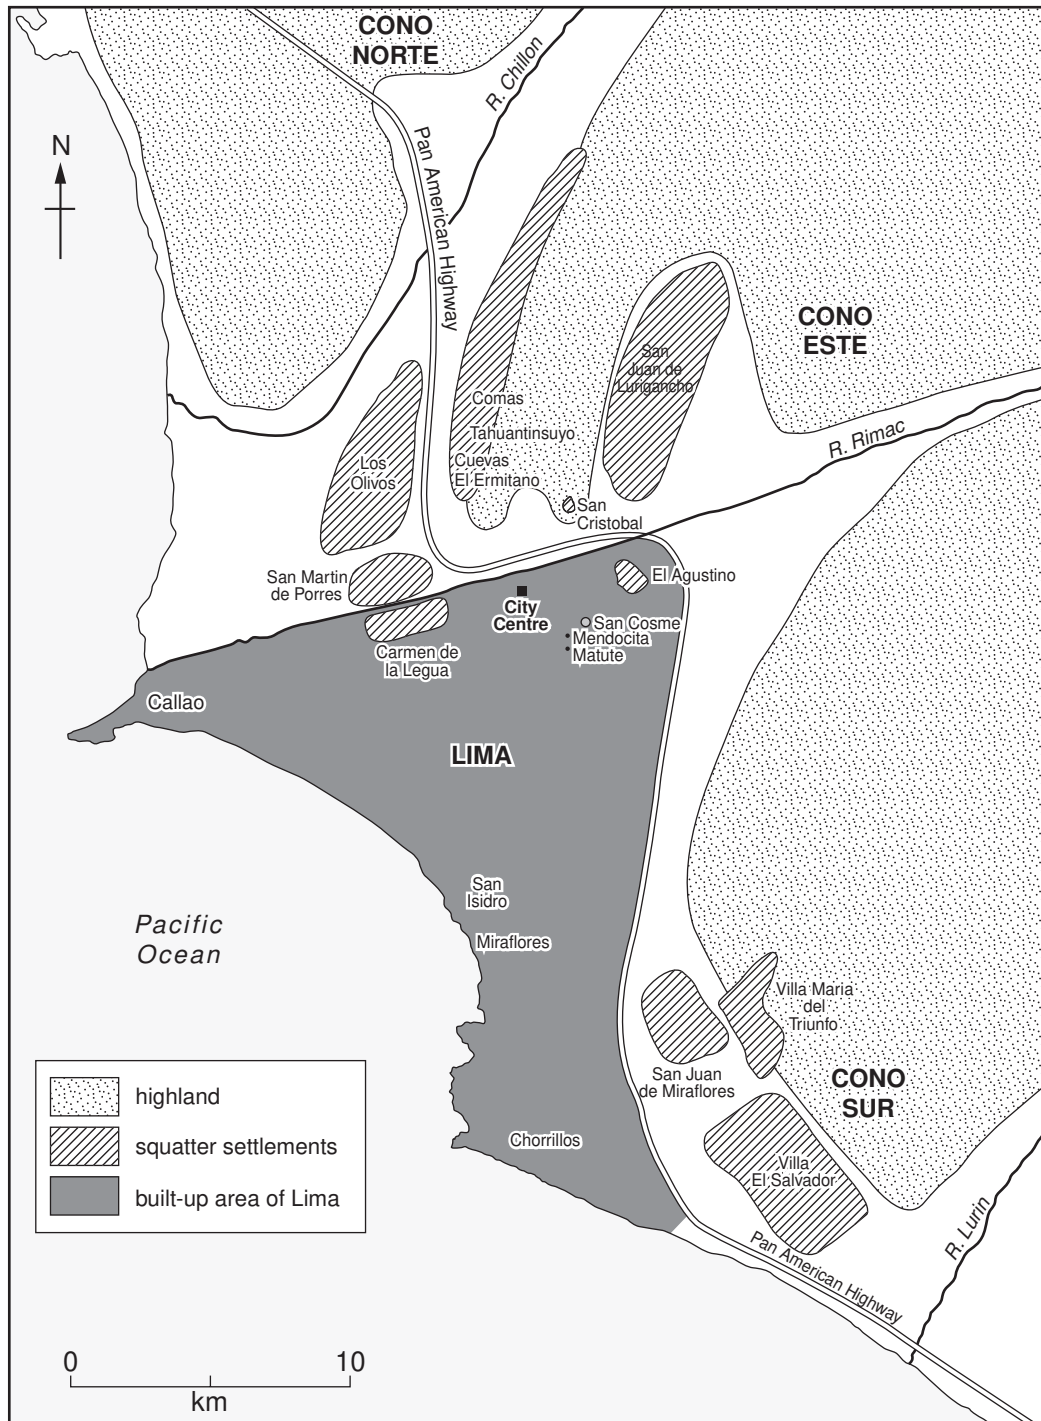 CONO
NORTE
R. Chillon
N
Pan American Highway
CONO
ESTE
San
Juan de
Lurigancho
Comas
Tahuantinsuyo
R. Rimac
Los
Olivos
Cuevas
El Ermitano
San
Cristobal
San Martin
de Porres
El Agustino
City
Centre
San Cosme
Mendocita
Matute
Carmen de
la Legua
Callao
LIMA
San
Isidro
Pacific
Ocean
Miraflores
Villa Maria
del
Triunfo
San Juan
de Miraflores
CONO
SUR
highland
squatter settlements
built-up area of Lima
Chorrillos
Villa
El Salvador
R. Lurin
Pan American Highway
0 10
km